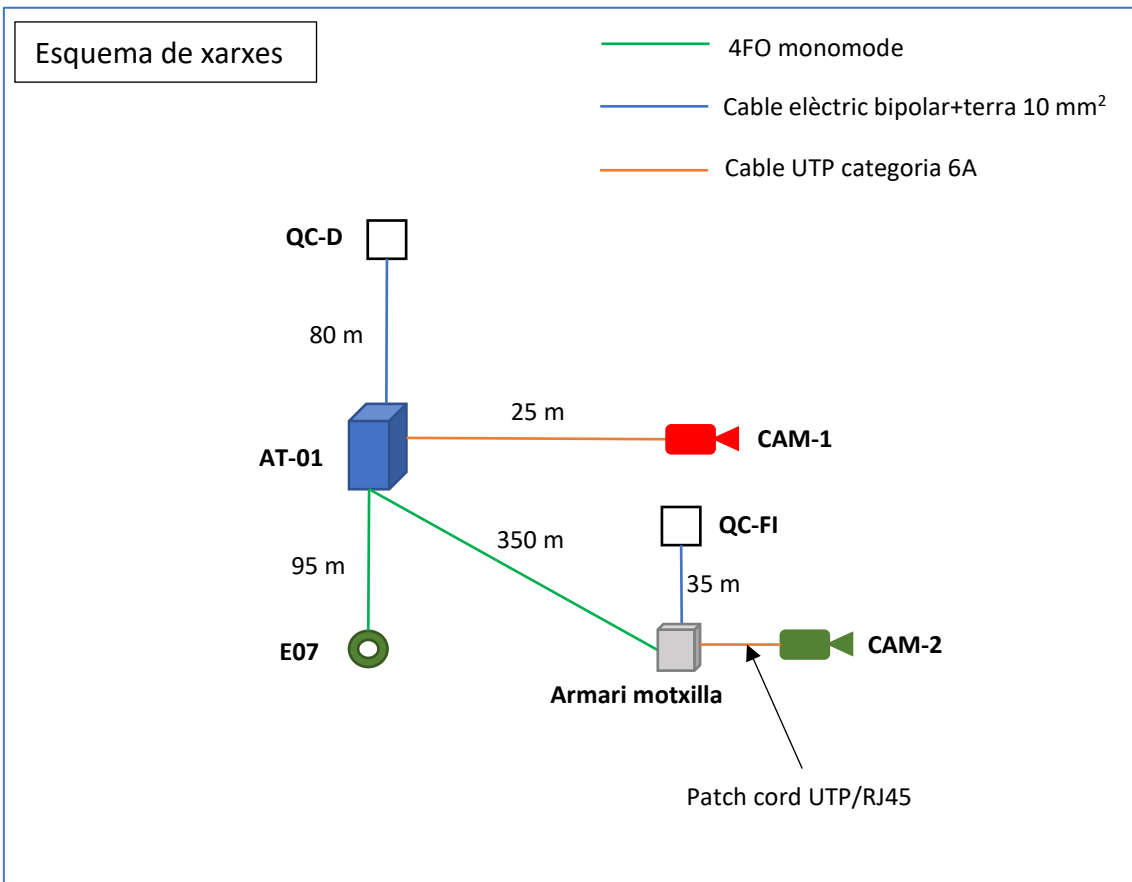 Esquema de xarxes
4FO monomode
Cable elèctric bipolar+terra 10 mm²
Cable UTP categoria 6A
QC-D
80 m
25 m
CAM-1
AT-01
QC-FI
350 m
95 m
35 m
E07
CAM-2
Armari motxilla
Patch cord UTP/RJ45